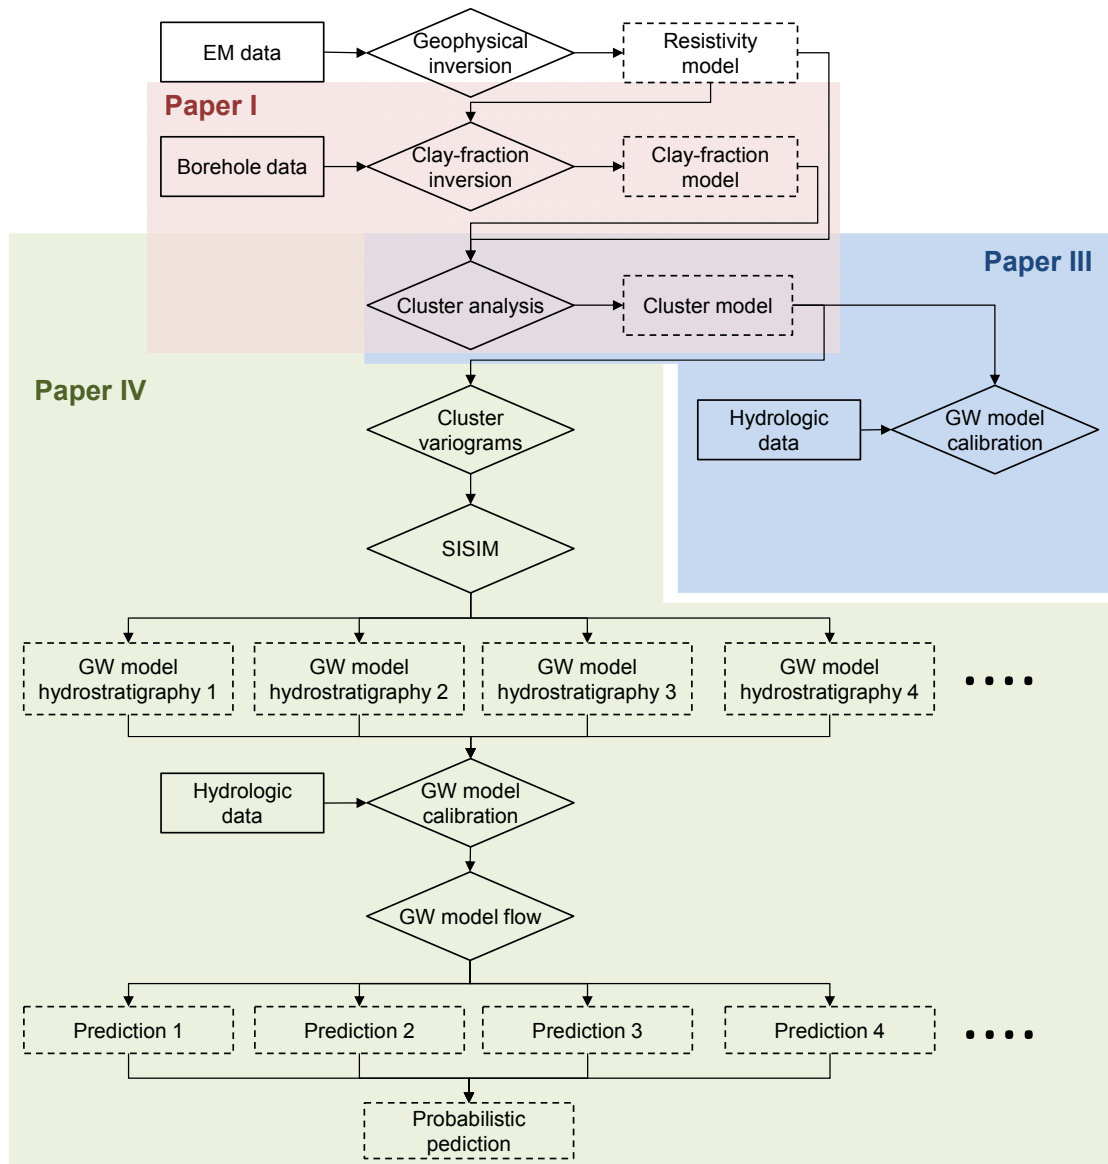 EM data
Geophysical
inversion
Resistivity
model
Paper I
Borehole data
Clay-fraction
inversion
Clay-fraction
model
Paper III
Cluster analysis
Cluster model
Paper IV
Cluster
variograms
Hydrologic
data
GW model
calibration
SISIM
GW model
hydrostratigraphy 1
GW model
hydrostratigraphy 2
GW model
hydrostratigraphy 3
GW model
hydrostratigraphy 4
....
Hydrologic
data
GW model
calibration
GW model flow
Prediction 1
Prediction 2
Prediction 3
Prediction 4
....
Probabilistic
pediction